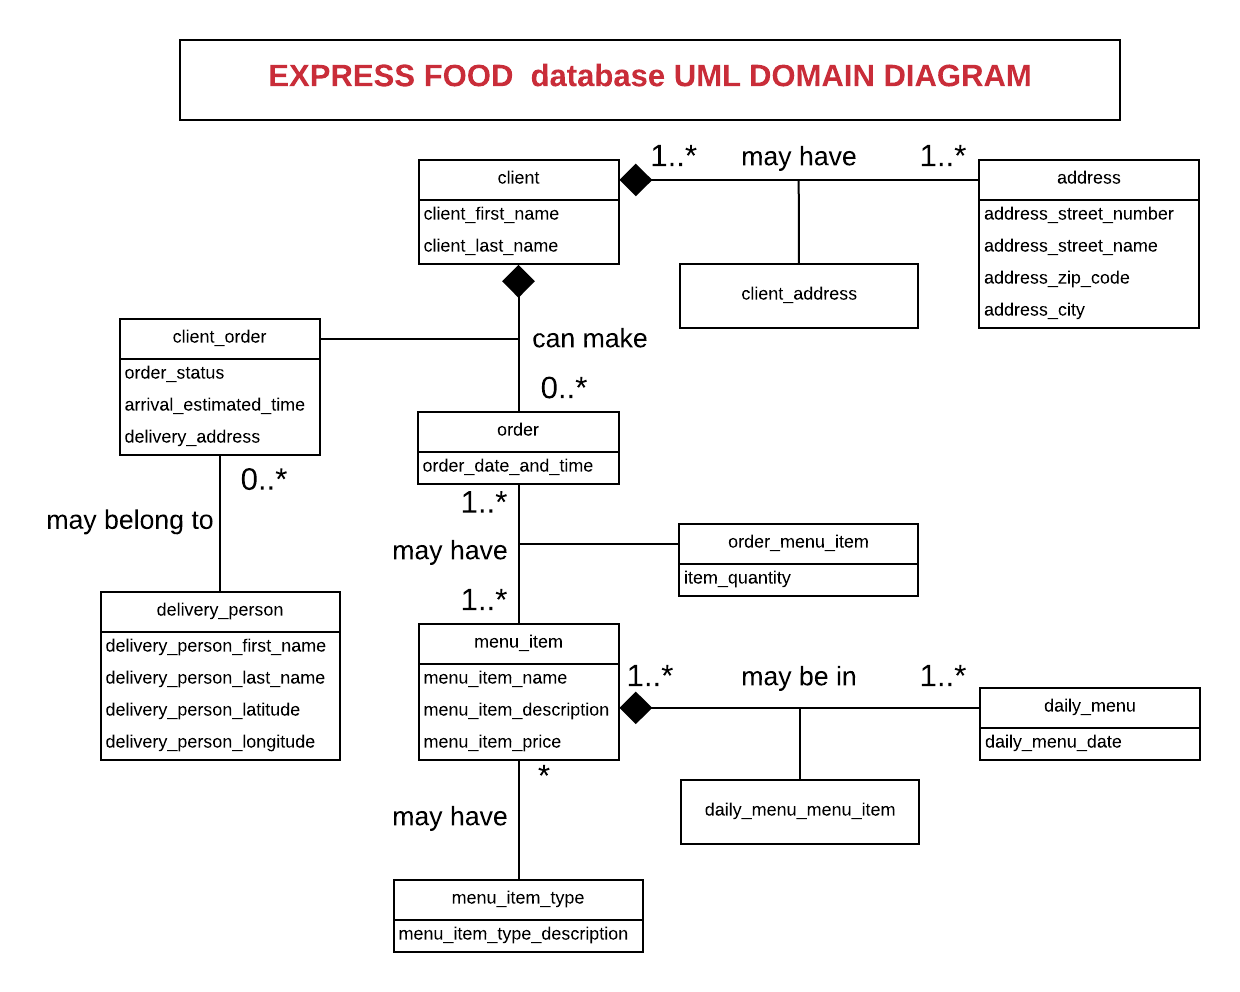 EXPRESS FOOD  database UML DOMAIN DIAGRAM
1..* may have 1..*
client
client_first_name
client_last_name
address
address_street_number
address_street_name
address_zip_code
address_city
client_address
client_order
order_status
arrival_estimated_time
delivery_address
can make
0..*
order
order_date_and_time
0..*
may belong to
1..*
may have
1..*
order_menu_item
item_quantity
delivery_person
delivery_person_first_name
delivery_person_last_name
delivery_person_latitude
delivery_person_longitude
menu_item
menu_item_name
menu_item_description
menu_item_price
1..* may be in 1..*
daily_menu
daily_menu_date
daily_menu_menu_item
*
may have
menu_item_type
menu_item_type_description